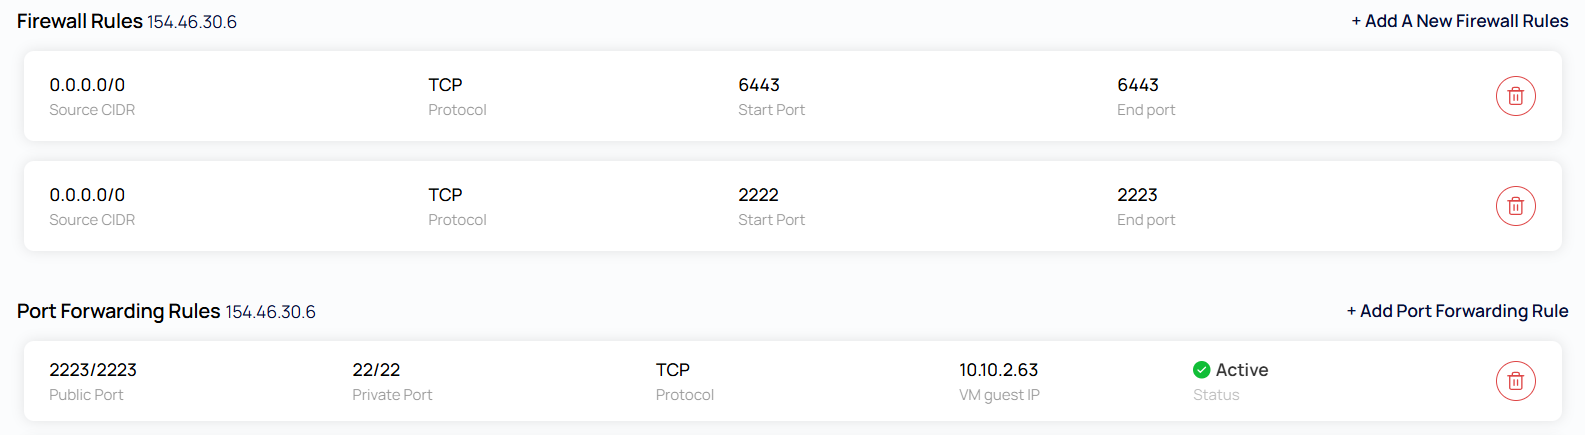 Firewall Rules 154.46.30.6
+ Add A New Firewall Rules
0.0.0.0/0 TCP 6443 6443
Source CIDR Protocol Start Port End port
0.0.0.0/0 TCP 2222 2223
Source CIDR Protocol Start Port End port
Port Forwarding Rules 154.46.30.6
+ Add Port Forwarding Rule
2223/2223 22/22 TCP 10.10.2.63 Active
Public Port Private Port Protocol VM guest IP Status